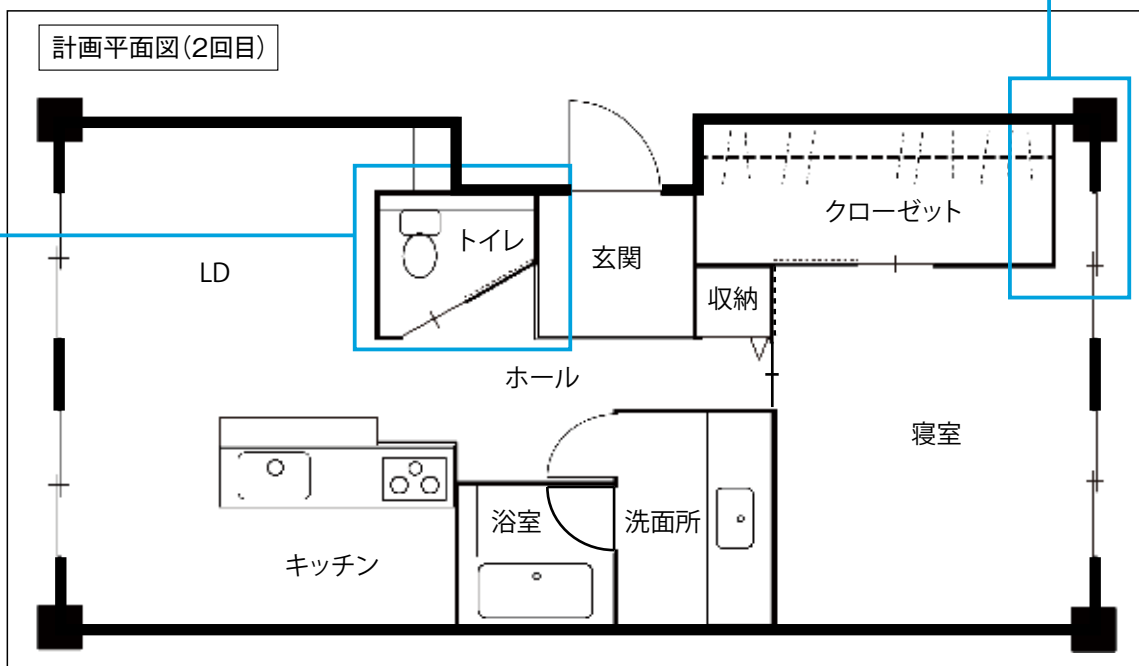 計画平面図(2回目)
クローゼット
トイレ
玄関
LD
収納
ホール
寝室
浴室
洗面所
キッチン